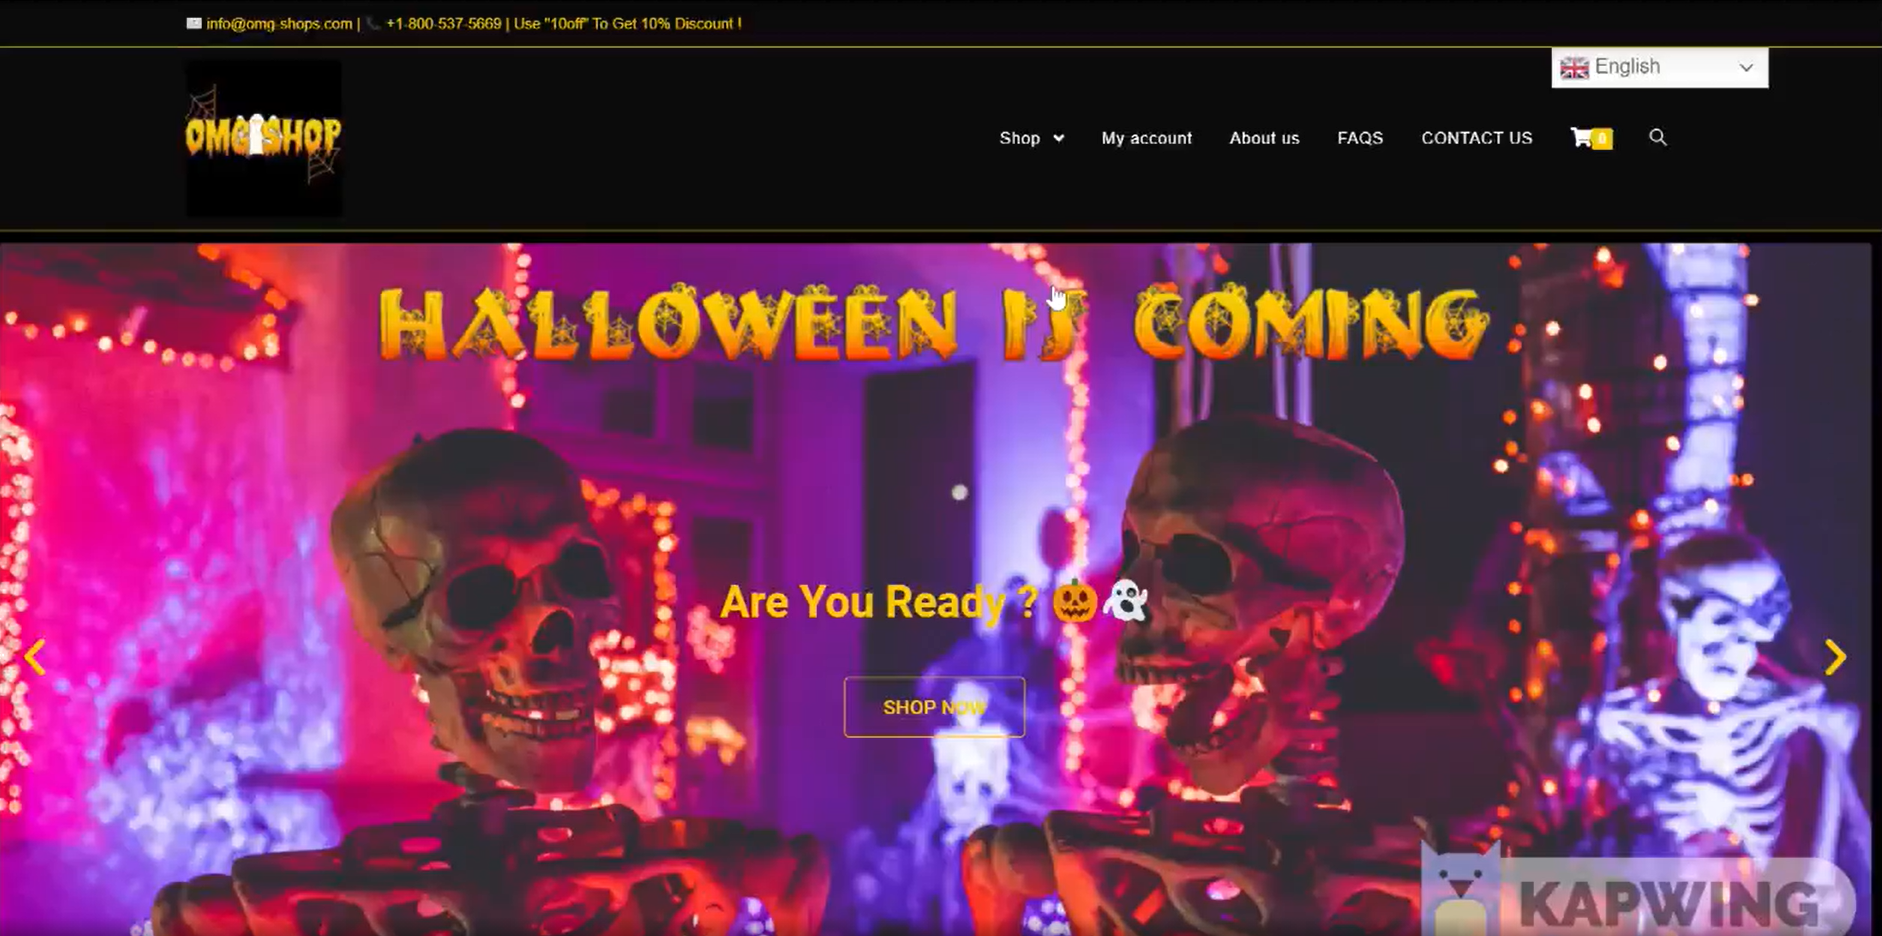 info@omg-shops.com | +1-800-537-5669 | Use "10off" To Get 10% Discount !
English
OMG SHOP
Shop My account About us FAQS CONTACT US 0
HALLOWEEN IS COMING
Are You Ready ?
SHOP NOW
KAPWING